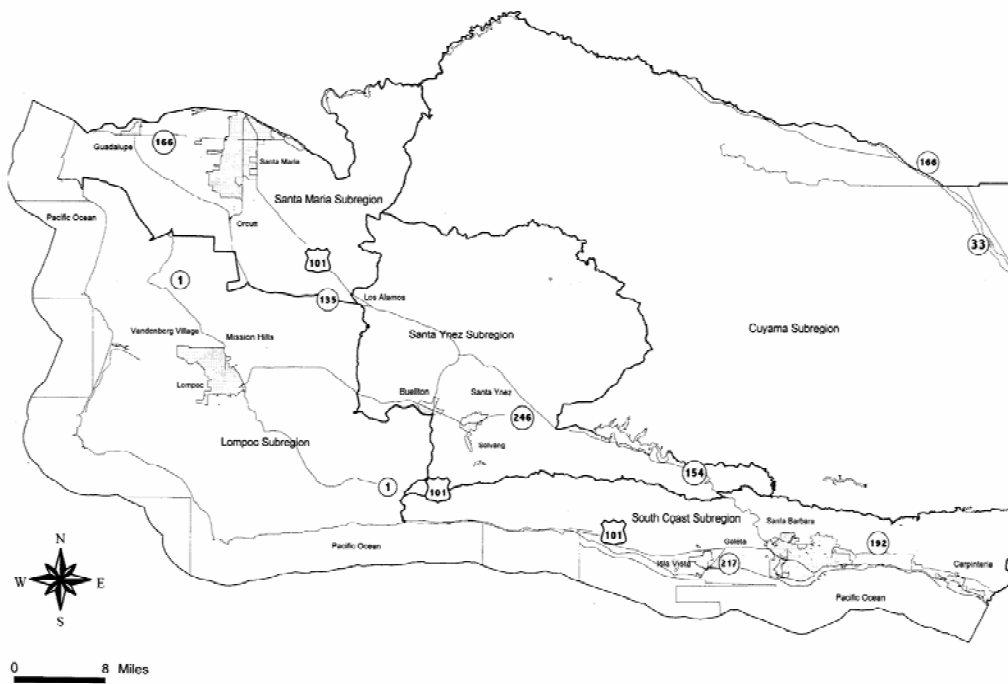 166
Guadalupe
Santa Maria
166
Santa Maria Subregion
Pacific Ocean
Orcutt
33
101
1
135
Los Alamos
Vandenberg Village
Mission Hills
Santa Ynez Subregion
Cuyama Subregion
Lompoc
Buellton
Santa Ynez
246
Solvang
Lompoc Subregion
154
1
101
South Coast Subregion
Santa Barbara
101
Goleta
192
Pacific Ocean
Isla Vista
217
Carpinteria
Pacific Ocean
N
W
E
S
0 8 Miles